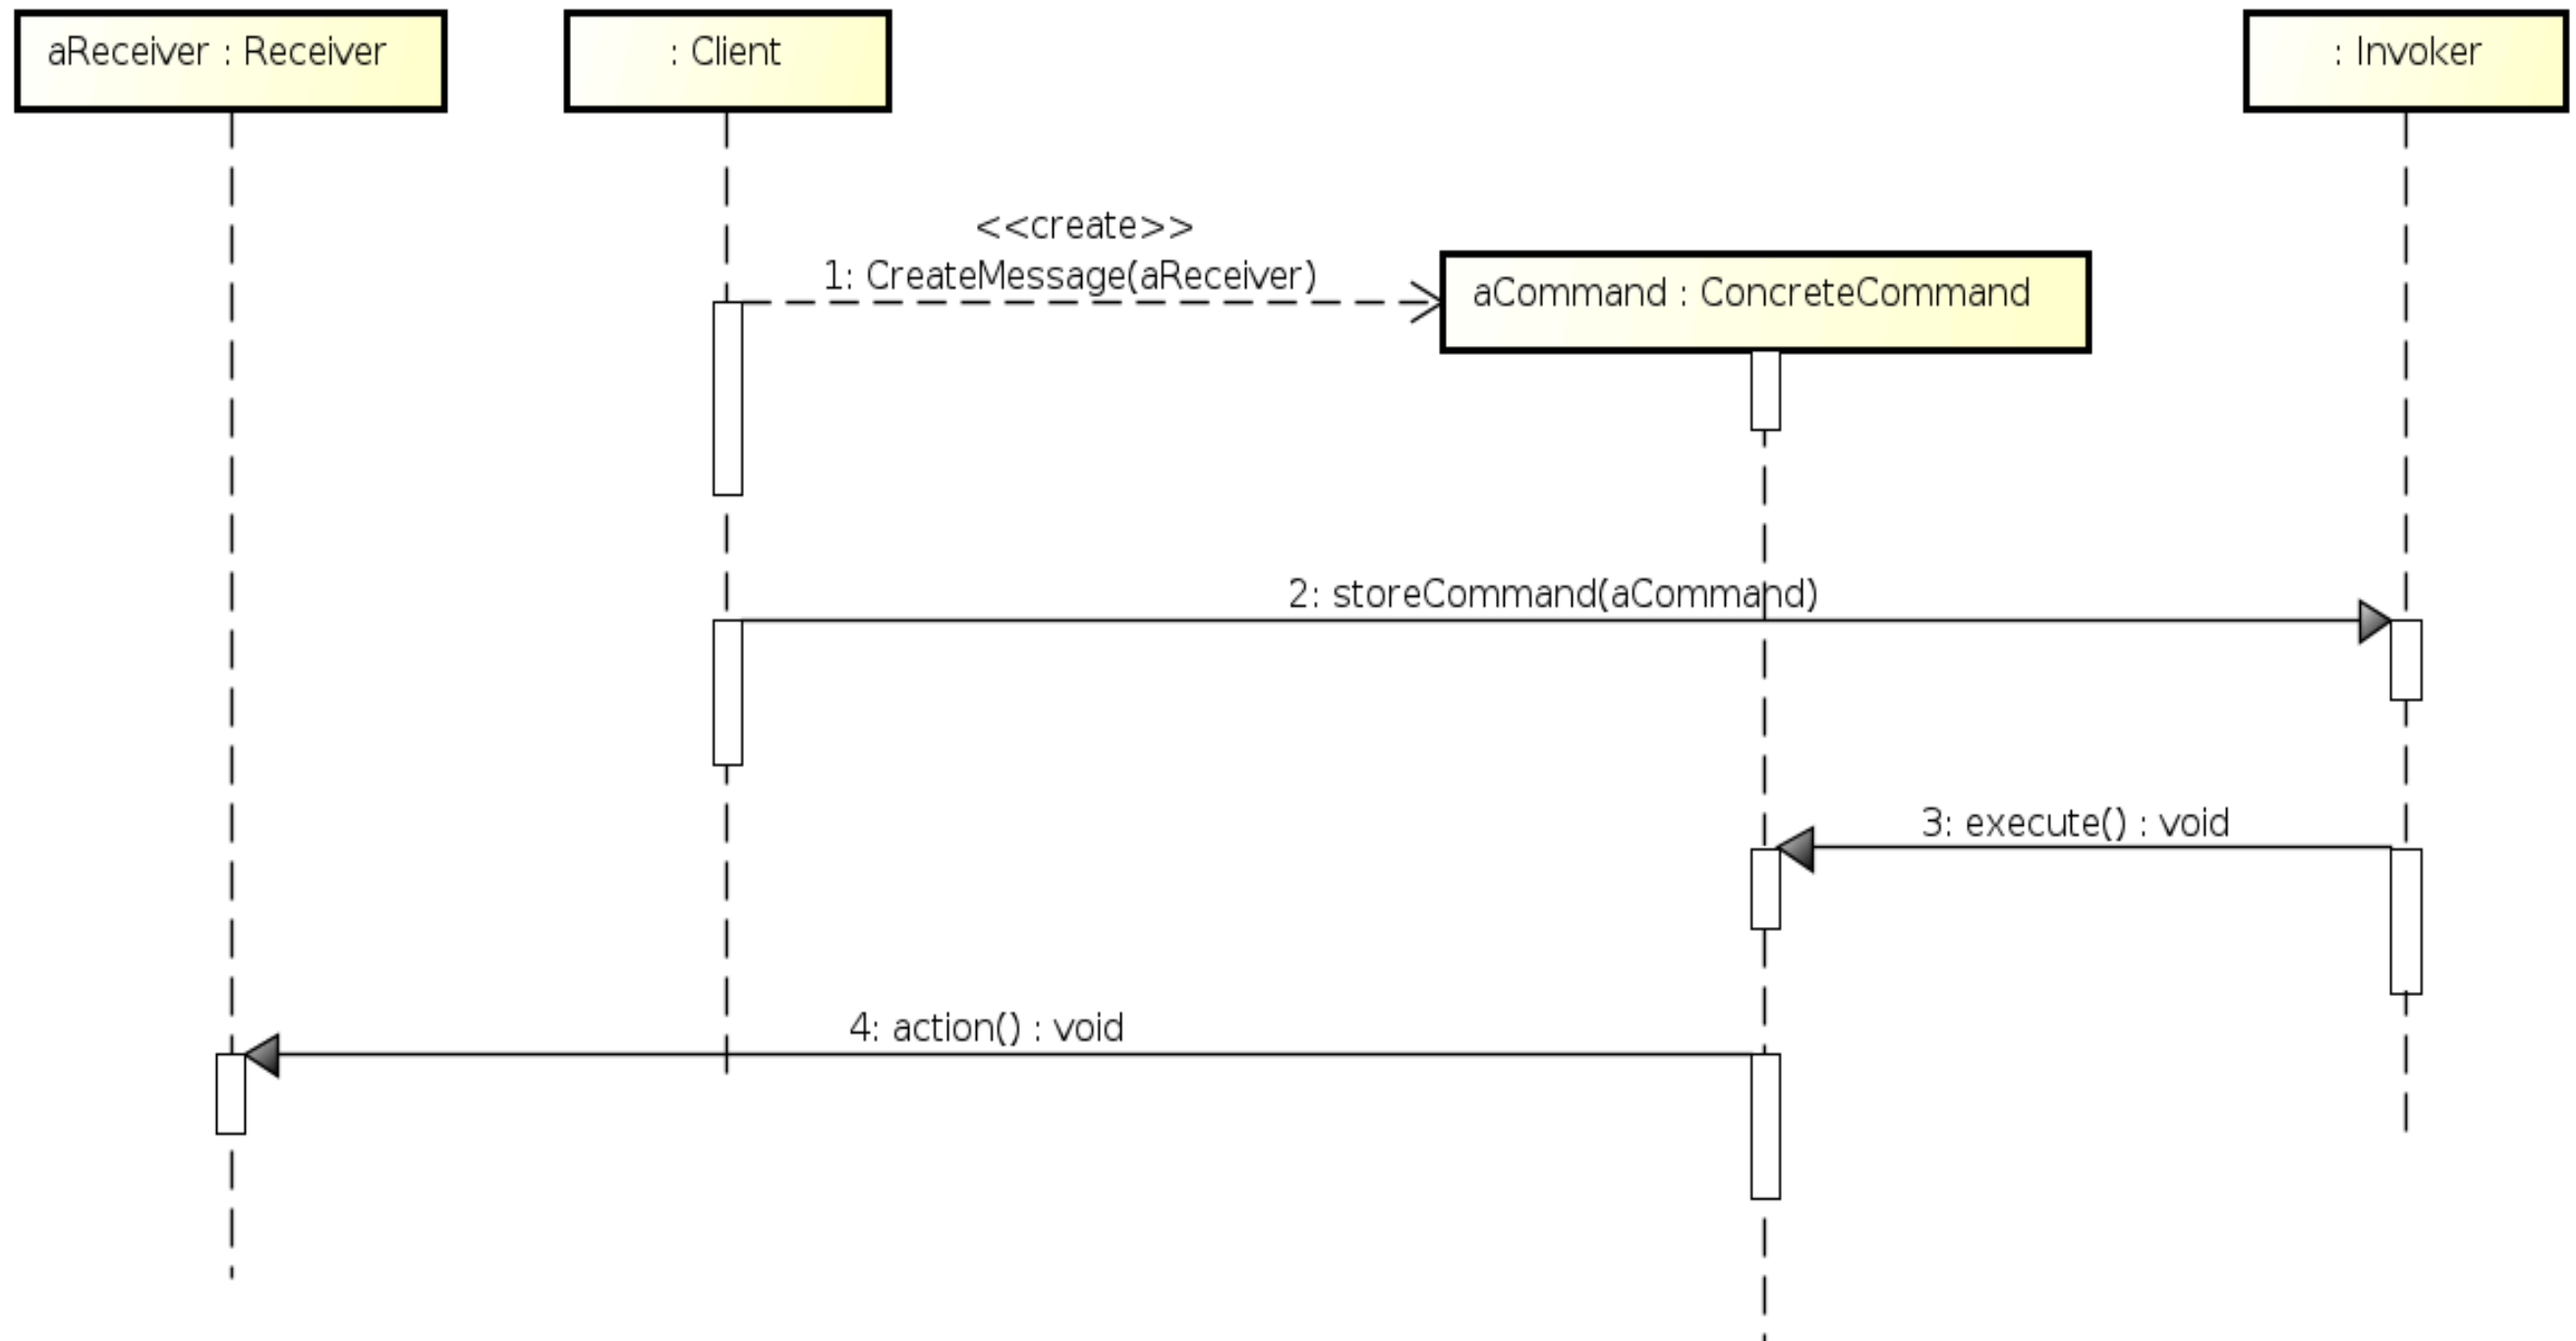 aReceiver : Receiver
: Client
: Invoker
<<create>>
1: CreateMessage(aReceiver)
aCommand : ConcreteCommand
2: storeCommand(aCommand)
3: execute() : void
4: action() : void